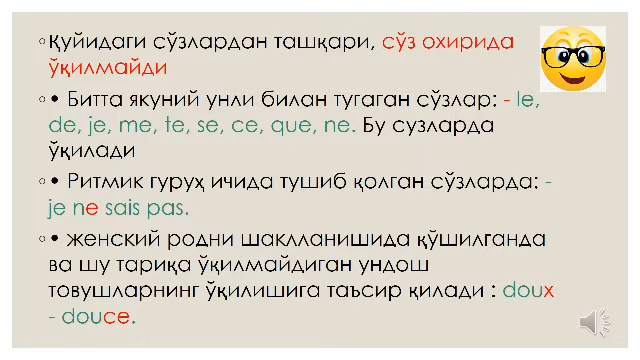 ◦Қуйидаги сўзлардан ташқари, сўз охирида
ўқилмайди
◦• Битта якуний унли билан тугаган сўзлар: - le,
de, je, me, te, se, ce, que, ne. Бу сузларда
ўқилади
◦• Ритмик гуруҳ ичида тушиб қолган сўзларда: -
je ne sais pas.
◦• женский родни шаклланишида қўшилганда
ва шу тариқа ўқилмайдиган ундош
товушларнинг ўқилишига таъсир қилади : doux
- douce.